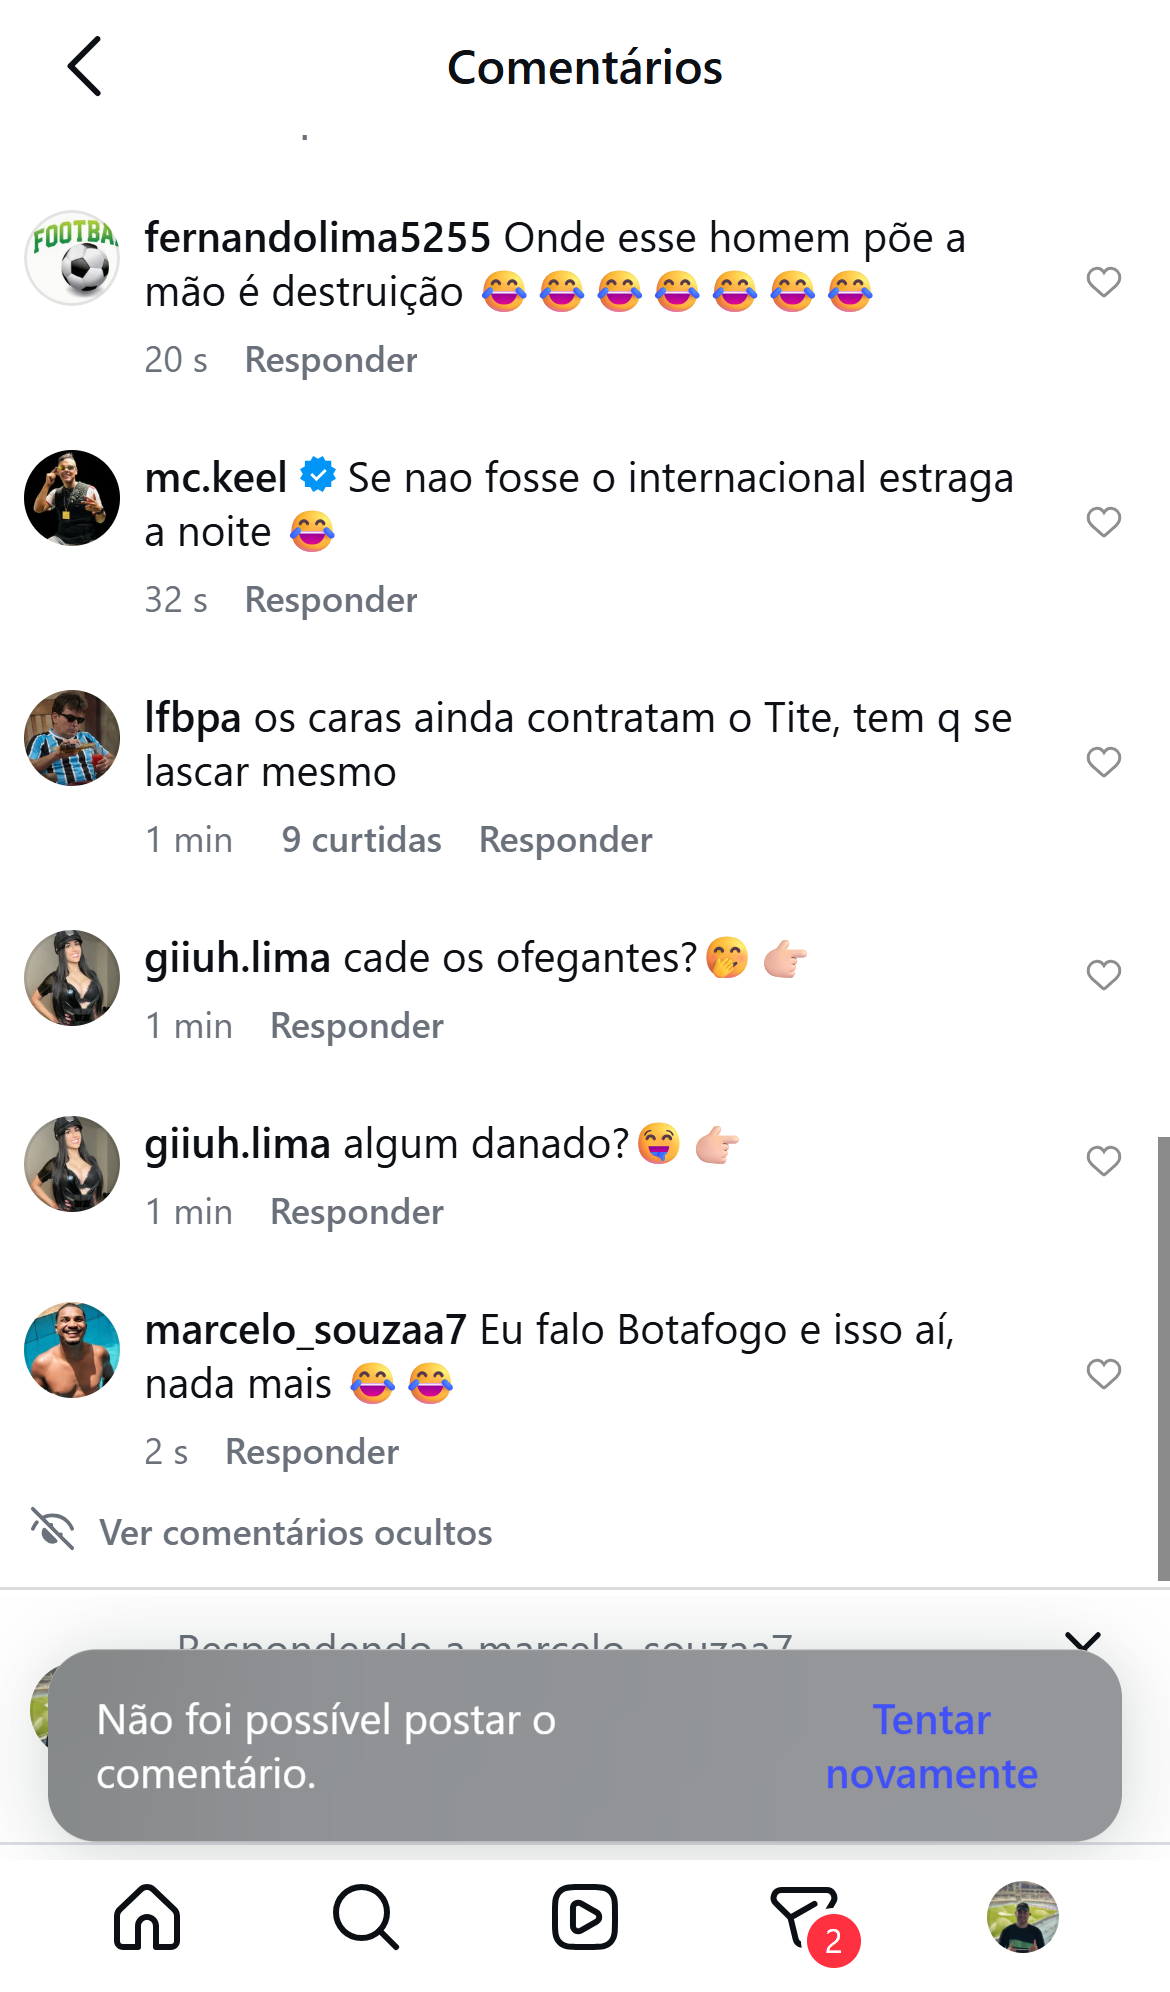 Comentários
FOOTBA
fernandolima5255 Onde esse homem põe a
mão é destruição 😂😂😂😂😂😂😂
20 s Responder
mc.keel Se nao fosse o internacional estraga
a noite 😂
32 s Responder
lfbpa os caras ainda contratam o Tite, tem q se
lascar mesmo
1 min 9 curtidas Responder
giiuh.lima cade os ofegantes?🤭👉🏻
1 min Responder
giiuh.lima algum danado?🤤👉🏻
1 min Responder
marcelo_souzaa7 Eu falo Botafogo e isso aí,
nada mais 😂😂
2 s Responder
Ver comentários ocultos
Respondendo a marcelo_souzaa7
Não foi possível postar o
comentário.
Tentar
novamente
2